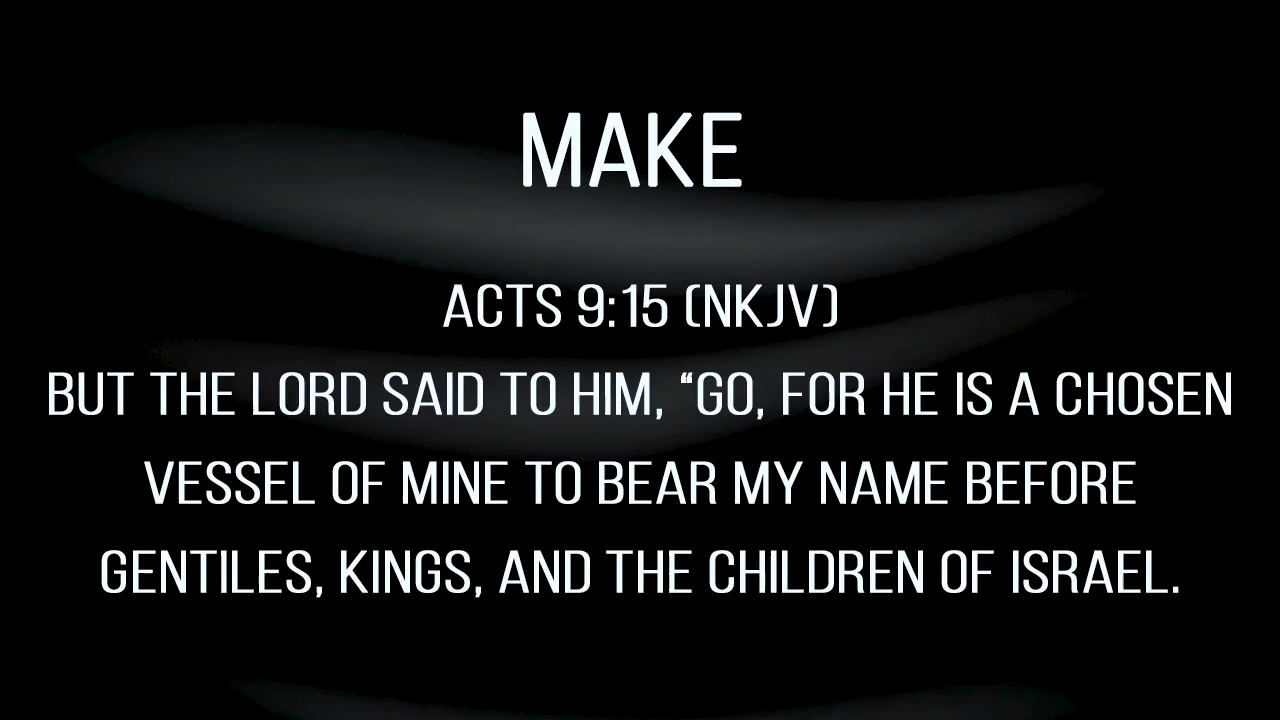 MAKE
ACTS 9:15 (NKJV)
BUT THE LORD SAID TO HIM, “GO, FOR HE IS A CHOSEN
VESSEL OF MINE TO BEAR MY NAME BEFORE
GENTILES, KINGS, AND THE CHILDREN OF ISRAEL.